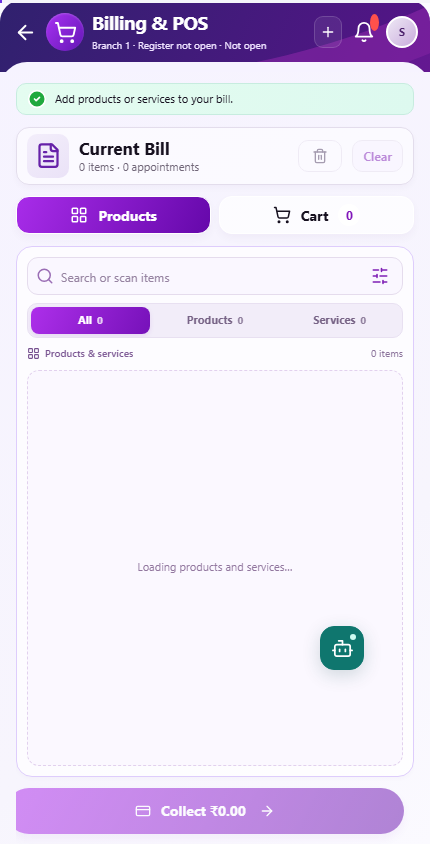 Billing & POS
Branch 1 · Register not open · Not open
S
Add products or services to your bill.
Current Bill
0 items · 0 appointments
Clear
Products
Cart 0
Search or scan items
All 0
Products 0
Services 0
Products & services
0 items
Loading products and services...
Collect ₹0.00